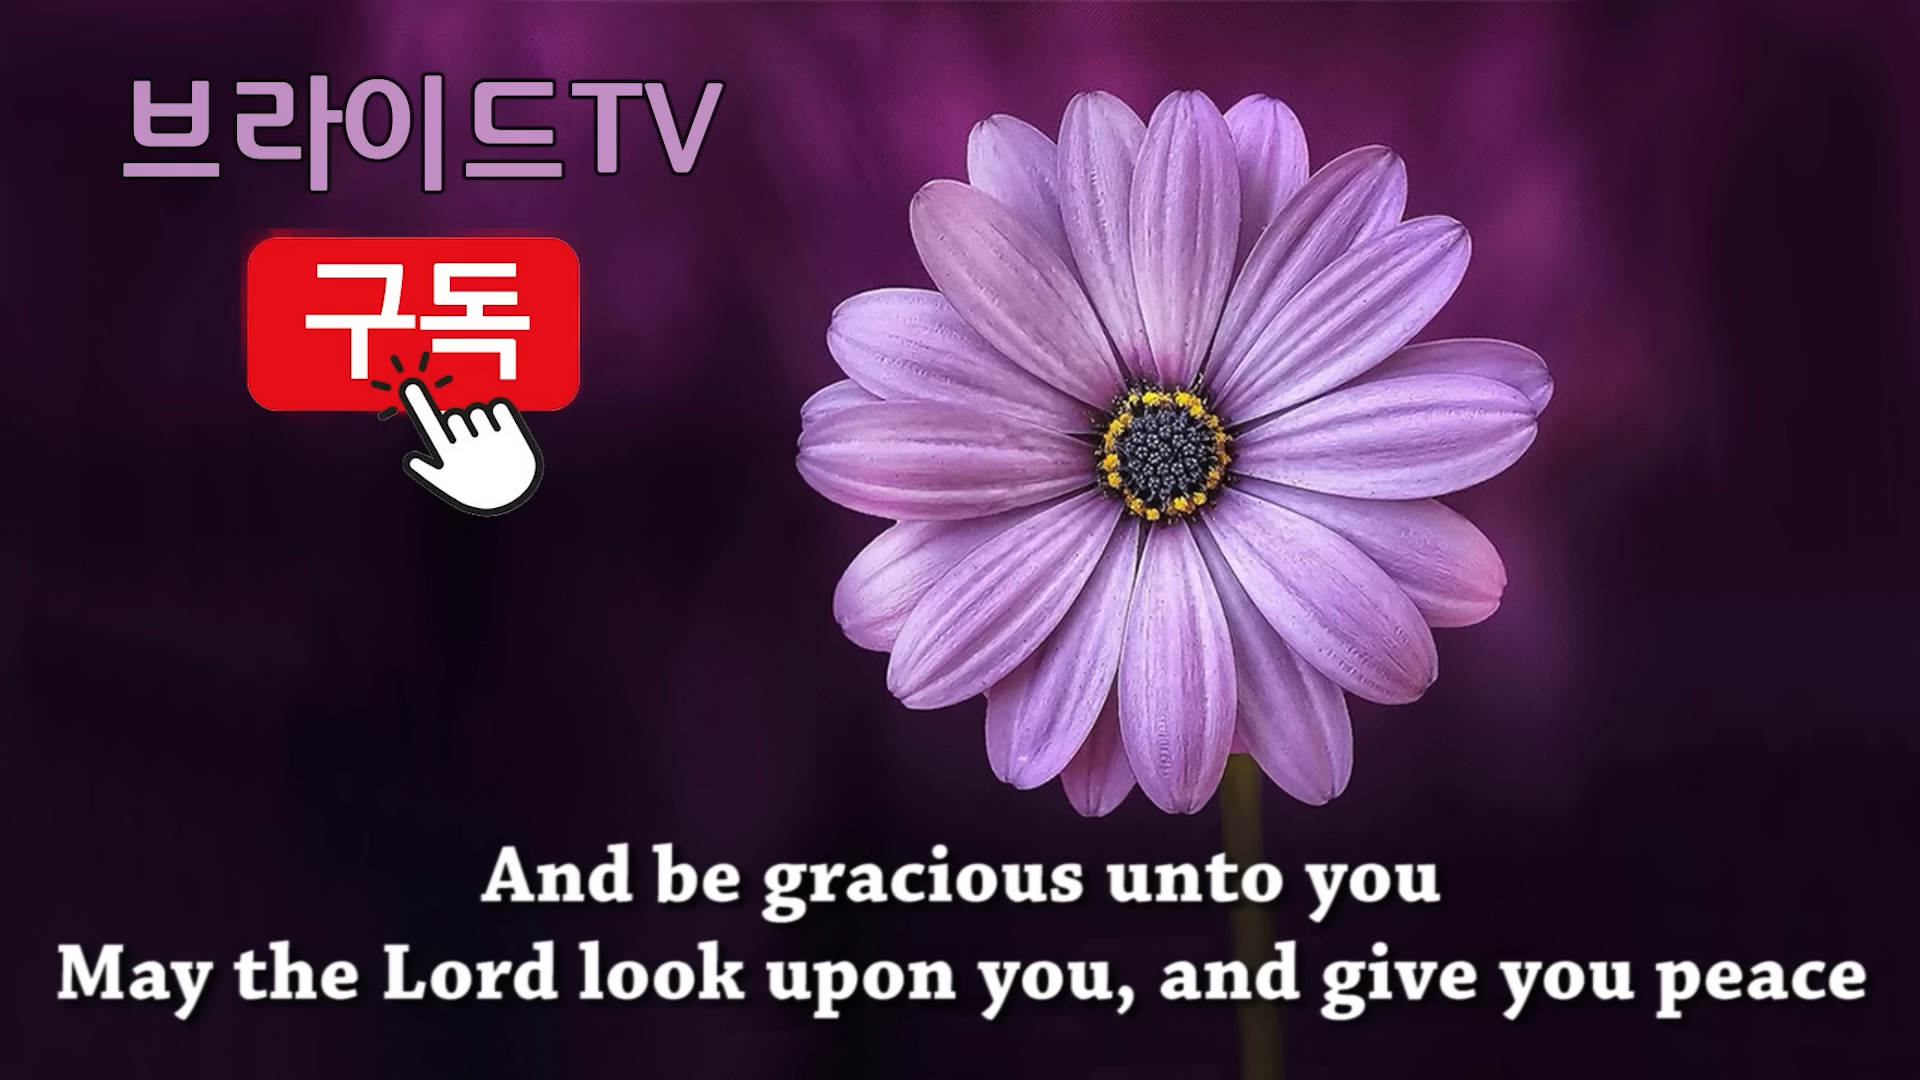 브라이드TV
구독
And be gracious unto you
May the Lord look upon you, and give you peace